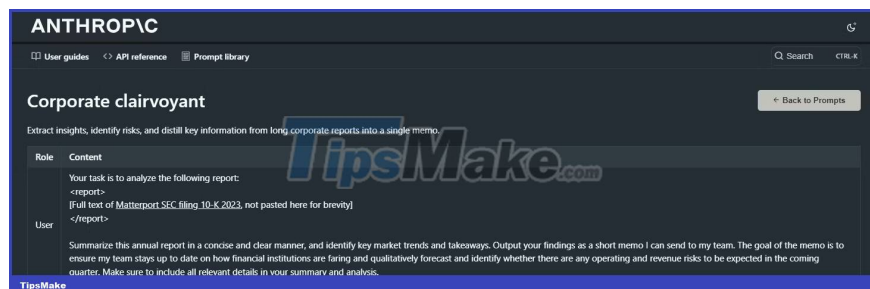 ANTHROP\C
User guides <> API reference Prompt library Search CTRL-K
Corporate clairvoyant ← Back to Prompts
Extract insights, identify risks, and distill key information from long corporate reports into a single memo.
TipsMake.com
Role Content
Your task is to analyze the following report:
<report>
[Full text of Matterport SEC filing 10-K 2023, not pasted here for brevity]
</report>
User
Summarize this annual report in a concise and clear manner, and identify key market trends and takeaways. Output your findings as a short memo I can send to my team. The goal of the memo is to
ensure my team stays up to date on how financial institutions are faring and qualitatively forecast and identify whether there are any operating and revenue risks to be expected in the coming
quarter. Make sure to include all relevant details in your summary and analysis.
TipsMake